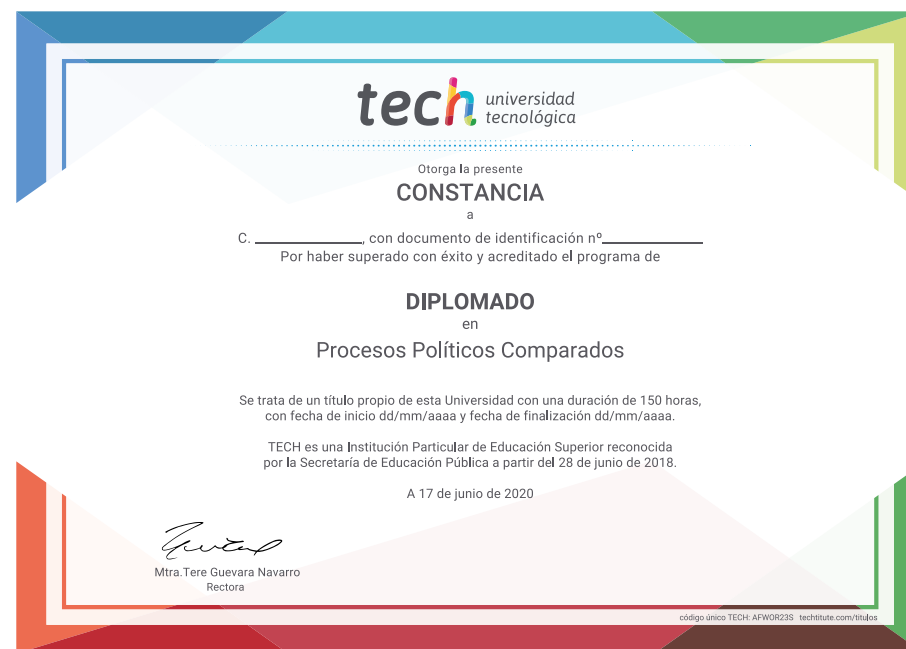 tech universidad
tecnológica
Otorga la presente
CONSTANCIA
a
C. ______________, con documento de identificación nº______________
Por haber superado con éxito y acreditado el programa de
DIPLOMADO
en
Procesos Políticos Comparados
Se trata de un título propio de esta Universidad con una duración de 150 horas,
con fecha de inicio dd/mm/aaaa y fecha de finalización dd/mm/aaaa.
TECH es una Institución Particular de Educación Superior reconocida
por la Secretaría de Educación Pública a partir del 28 de junio de 2018.
A 17 de junio de 2020
Mtra.Tere Guevara Navarro
Rectora
código único TECH: AFWOR23S techtitute.com/titulos